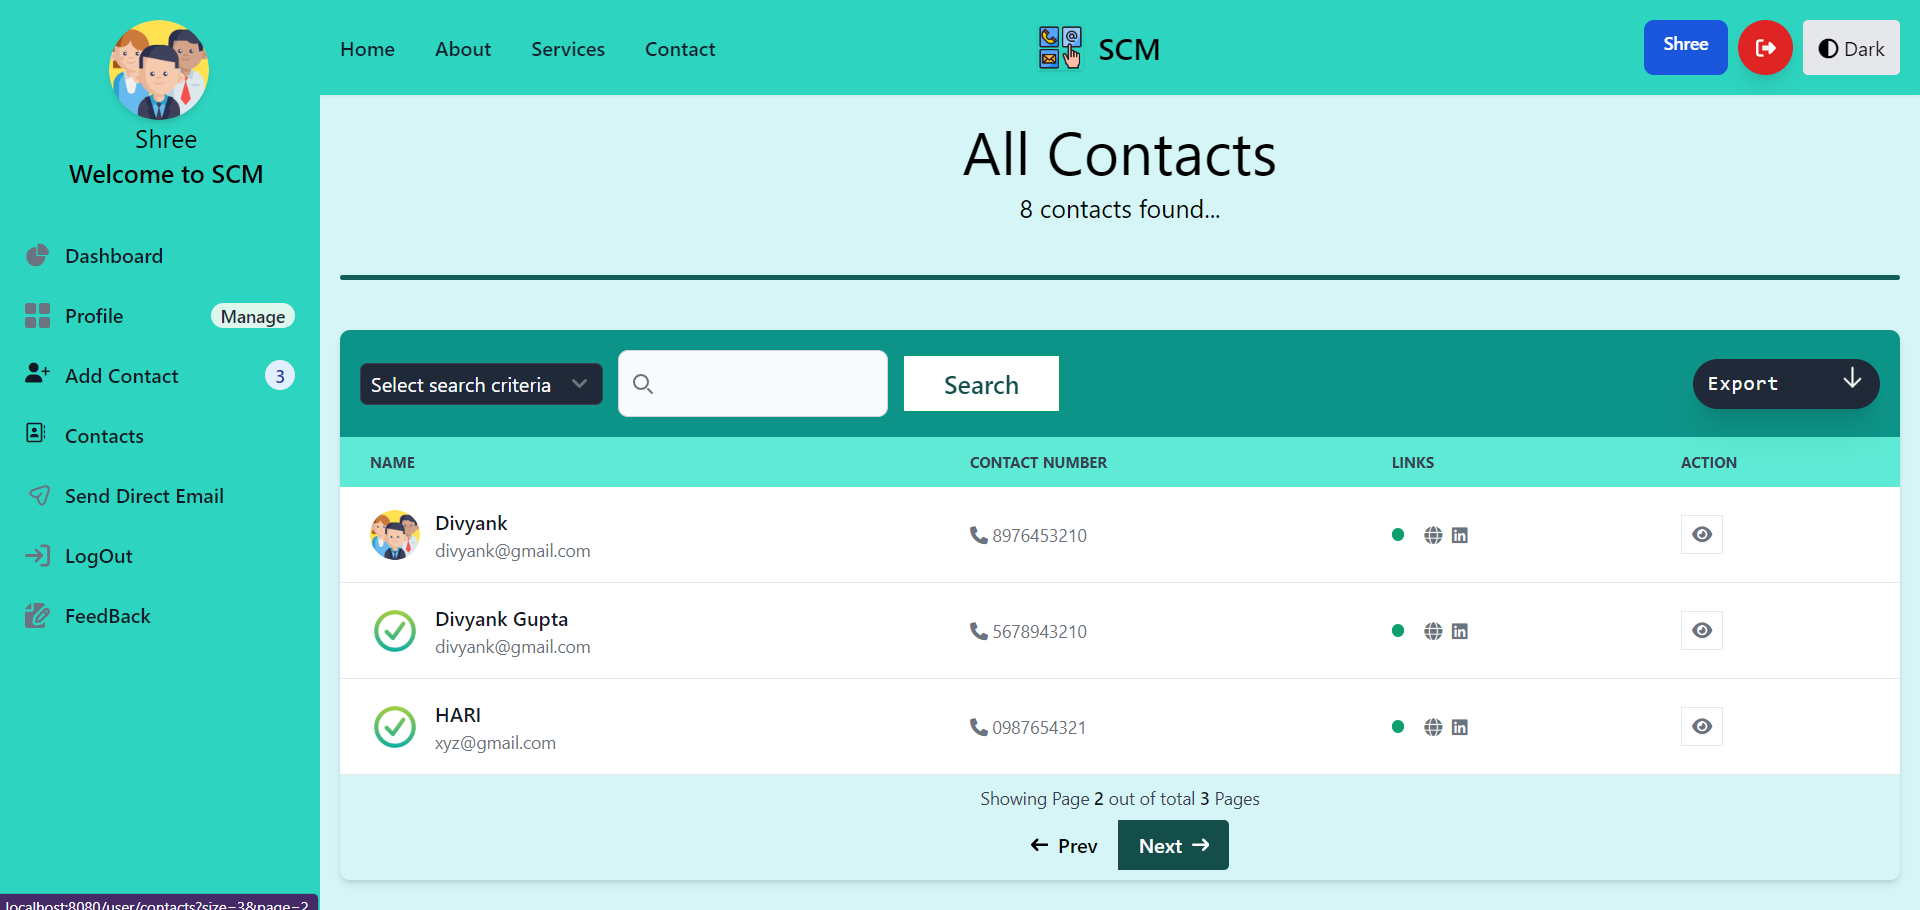 Shree
Welcome to SCM
Dashboard
Profile Manage
Add Contact 3
Contacts
Send Direct Email
LogOut
FeedBack
Home About Services Contact
SCM
Shree
Dark
All Contacts
8 contacts found...
Select search criteria
Search
Export
NAME CONTACT NUMBER LINKS ACTION
Divyank
divyank@gmail.com
8976453210
Divyank Gupta
divyank@gmail.com
5678943210
HARI
xyz@gmail.com
0987654321
Showing Page 2 out of total 3 Pages
Prev Next
localhost:8080/user/contacts?size=3&page=2